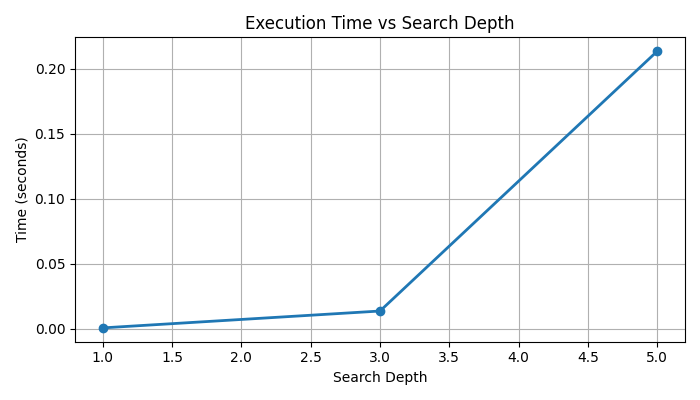 Execution Time vs Search Depth
Time (seconds)
0.20
0.15
0.10
0.05
0.00
1.0 1.5 2.0 2.5 3.0 3.5 4.0 4.5 5.0
Search Depth